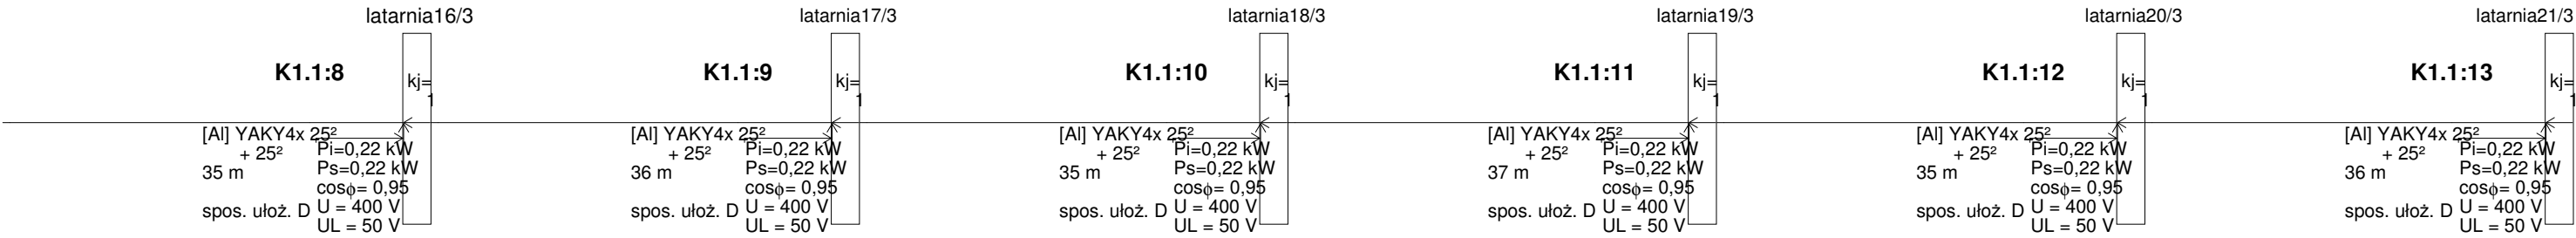 latarnia16/3
K1.1:8
kj=
1
[Al] YAKY4x 25²
+ 25²
35 m
spos. ułoż. D
Pi=0,22 kW
Ps=0,22 kW
cosϕ= 0,95
U = 400 V
UL = 50 V
latarnia17/3
K1.1:9
kj=
1
[Al] YAKY4x 25²
+ 25²
36 m
spos. ułoż. D
Pi=0,22 kW
Ps=0,22 kW
cosϕ= 0,95
U = 400 V
UL = 50 V
latarnia18/3
K1.1:10
kj=
1
[Al] YAKY4x 25²
+ 25²
35 m
spos. ułoż. D
Pi=0,22 kW
Ps=0,22 kW
cosϕ= 0,95
U = 400 V
UL = 50 V
latarnia19/3
K1.1:11
kj=
1
[Al] YAKY4x 25²
+ 25²
37 m
spos. ułoż. D
Pi=0,22 kW
Ps=0,22 kW
cosϕ= 0,95
U = 400 V
UL = 50 V
latarnia20/3
K1.1:12
kj=
1
[Al] YAKY4x 25²
+ 25²
35 m
spos. ułoż. D
Pi=0,22 kW
Ps=0,22 kW
cosϕ= 0,95
U = 400 V
UL = 50 V
latarnia21/3
K1.1:13
kj=
1
[Al] YAKY4x 25²
+ 25²
36 m
spos. ułoż. D
Pi=0,22 kW
Ps=0,22 kW
cosϕ= 0,95
U = 400 V
UL = 50 V